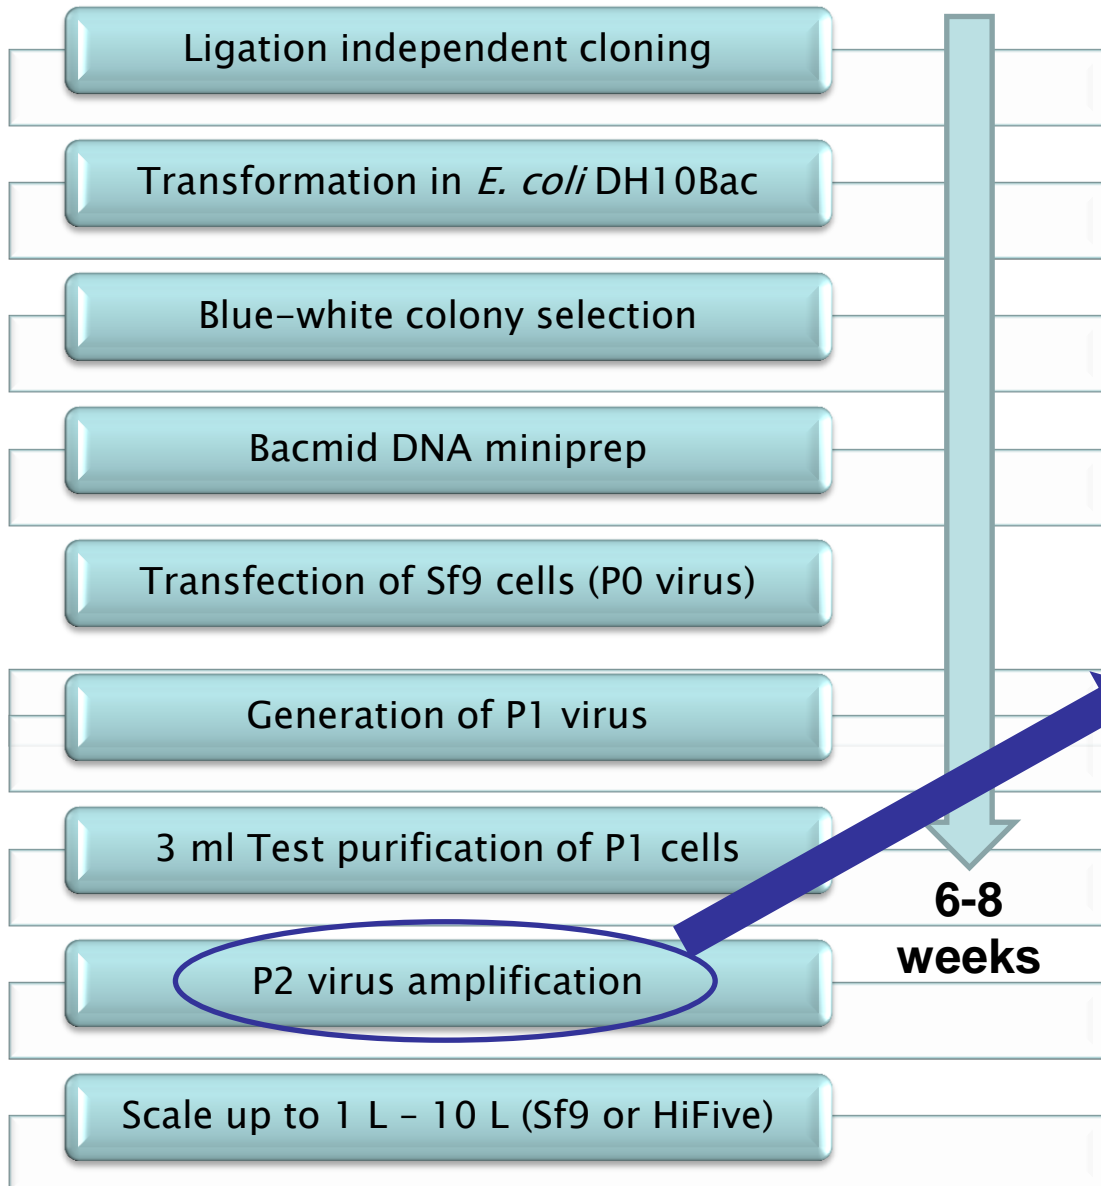 Ligation independent cloning
Transformation in E. coli DH10Bac
Blue-white colony selection
Bacmid DNA miniprep
Transfection of Sf9 cells (P0 virus)
Generation of P1 virus
3 ml Test purification of P1 cells
P2 virus amplification
Scale up to 1 L – 10 L (Sf9 or HiFive)
6-8
weeks